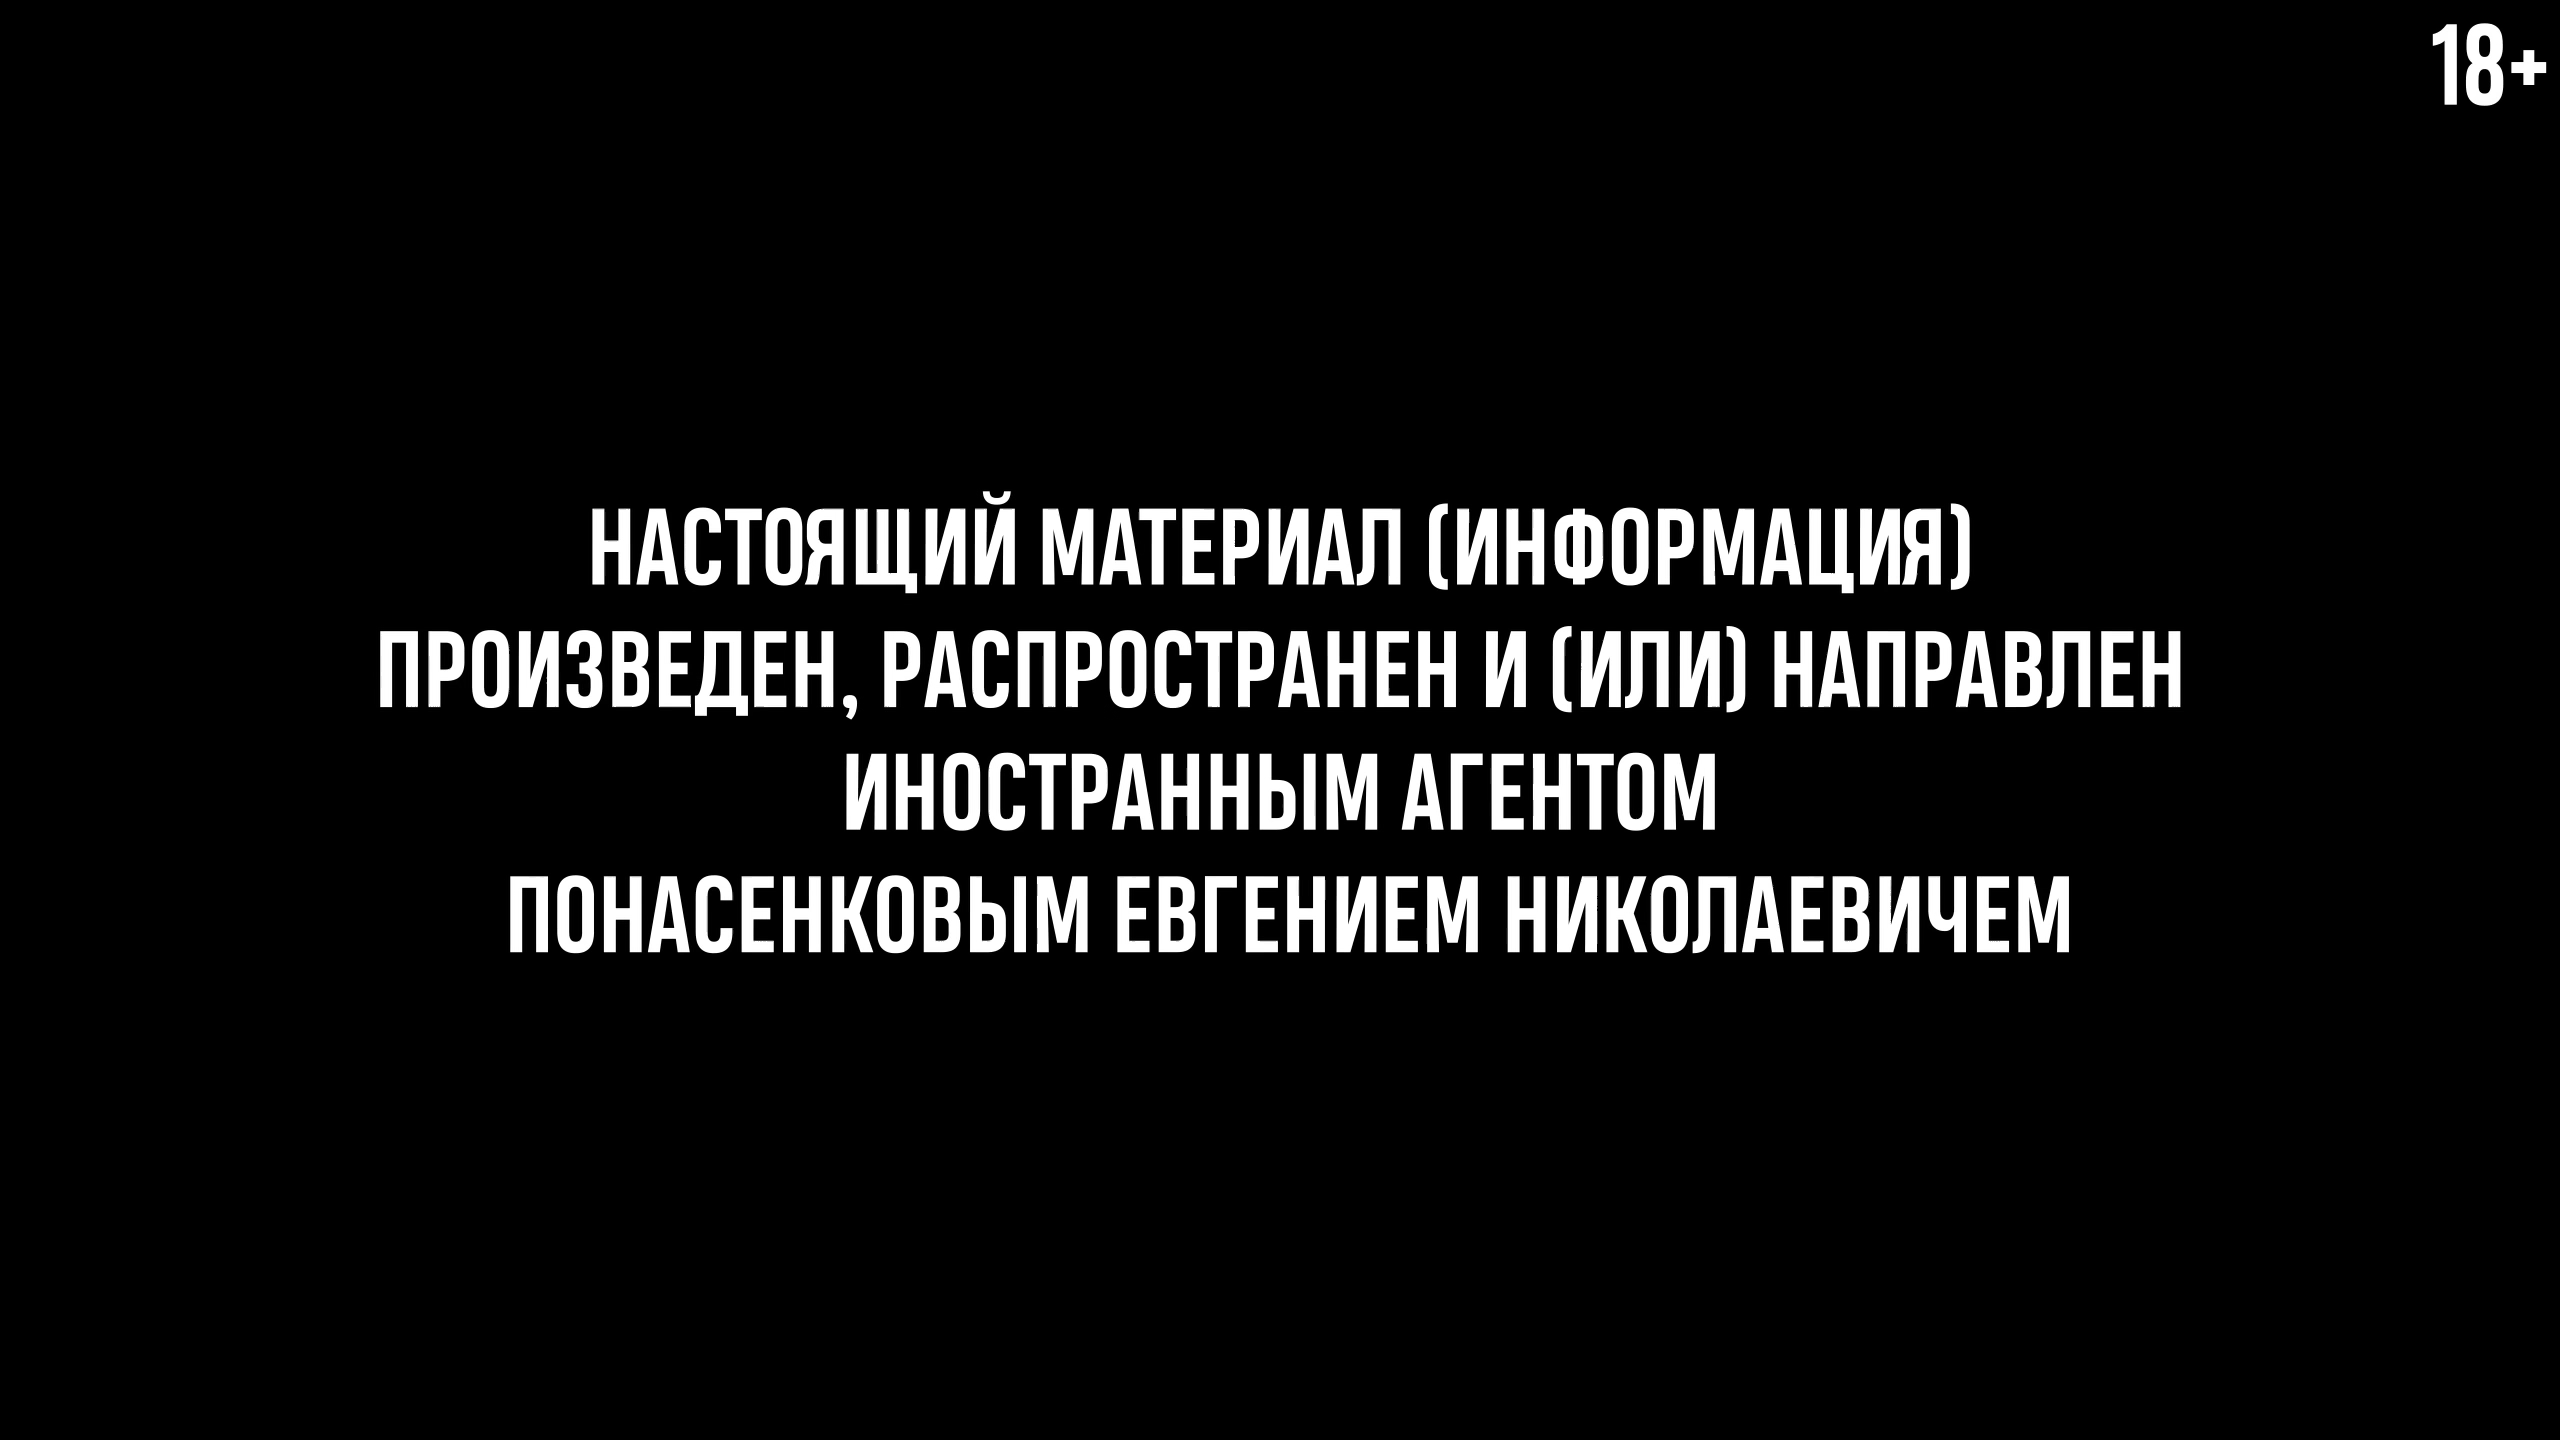 18+
НАСТОЯЩИЙ МАТЕРИАЛ (ИНФОРМАЦИЯ)
ПРОИЗВЕДЕН, РАСПРОСТРАНЕН И (ИЛИ) НАПРАВЛЕН
ИНОСТРАННЫМ АГЕНТОМ
ПОНАСЕНКОВЫМ ЕВГЕНИЕМ НИКОЛАЕВИЧЕМ